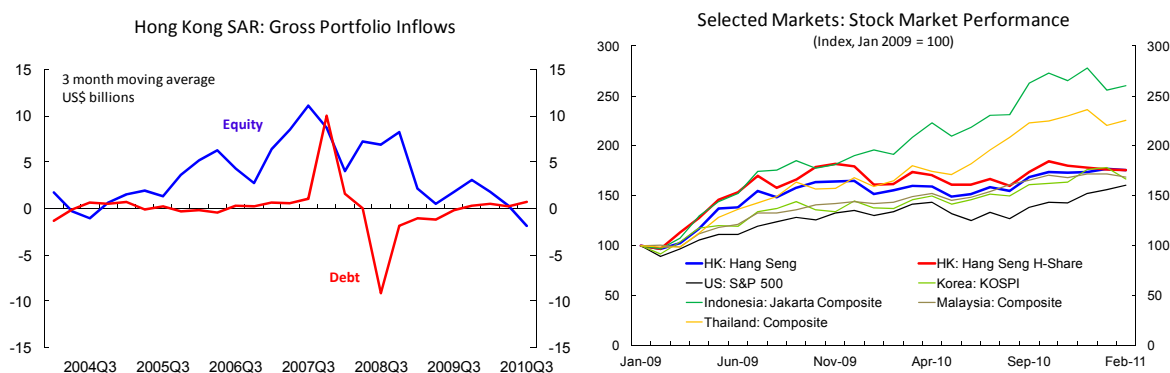 Hong Kong SAR: Gross Portfolio Inflows
3 month moving average
US$ billions
15
10
5
0
-5
-10
-15
15
10
5
0
-5
-10
-15
Equity
Debt
2004Q3 2005Q3 2006Q3 2007Q3 2008Q3 2009Q3 2010Q3
Selected Markets: Stock Market Performance
(Index, Jan 2009 = 100)
300
250
200
150
100
50
0
300
250
200
150
100
50
0
HK: Hang Seng HK: Hang Seng H-Share
US: S&P 500 Korea: KOSPI
Indonesia: Jakarta Composite Malaysia: Composite
Thailand: Composite
Jan-09 Jun-09 Nov-09 Apr-10 Sep-10 Feb-11